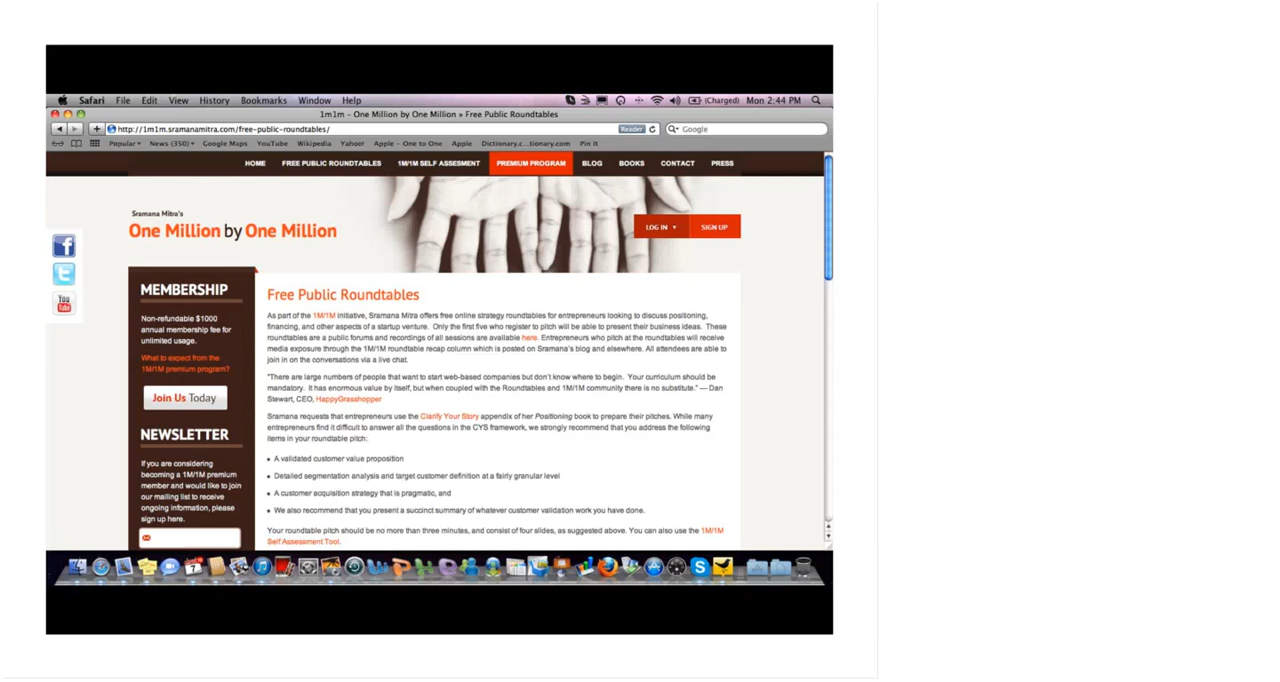 Safari File Edit View History Bookmarks Window Help (Charged) Mon 2:44 PM
1m1m - One Million by One Million » Free Public Roundtables
http://1m1m.sramanamitra.com/free-public-roundtables/ Reader Google
Popular News (350) Google Maps YouTube Wikipedia Yahoo! Apple - One to One Apple Dictionary.c...tionary.com Pin It
HOME FREE PUBLIC ROUNDTABLES 1M/1M SELF ASSESMENT PREMIUM PROGRAM BLOG BOOKS CONTACT PRESS
Sramana Mitra's
One Million by One Million
LOG IN SIGN UP
MEMBERSHIP
Non-refundable $1000
annual membership fee for
unlimited usage.
What to expect from the
1M/1M premium program?
Join Us Today
NEWSLETTER
If you are considering
becoming a 1M/1M premium
member and would like to join
our mailing list to receive
ongoing information, please
sign up here.
Free Public Roundtables
As part of the 1M/1M initiative, Sramana Mitra offers free online strategy roundtables for entrepreneurs looking to discuss positioning,
financing, and other aspects of a startup venture. Only the first five who register to pitch will be able to present their business ideas. These
roundtables are a public forums and recordings of all sessions are available here. Entrepreneurs who pitch at the roundtables will receive
media exposure through the 1M/1M roundtable recap column which is posted on Sramana's blog and elsewhere. All attendees are able to
join in on the conversations via a live chat.
"There are large numbers of people that want to start web-based companies but don't know where to begin. Your curriculum should be
mandatory. It has enormous value by itself, but when coupled with the Roundtables and 1M/1M community there is no substitute." — Dan
Stewart, CEO, HappyGrasshopper
Sramana requests that entrepreneurs use the Clarify Your Story appendix of her Positioning book to prepare their pitches. While many
entrepreneurs find it difficult to answer all the questions in the CYS framework, we strongly recommend that you address the following
items in your roundtable pitch:
• A validated customer value proposition
• Detailed segmentation analysis and target customer definition at a fairly granular level
• A customer acquisition strategy that is pragmatic, and
• We also recommend that you present a succinct summary of whatever customer validation work you have done.
Your roundtable pitch should be no more than three minutes, and consist of four slides, as suggested above. You can also use the 1M/1M
Self Assessment Tool.
You
Tube
7